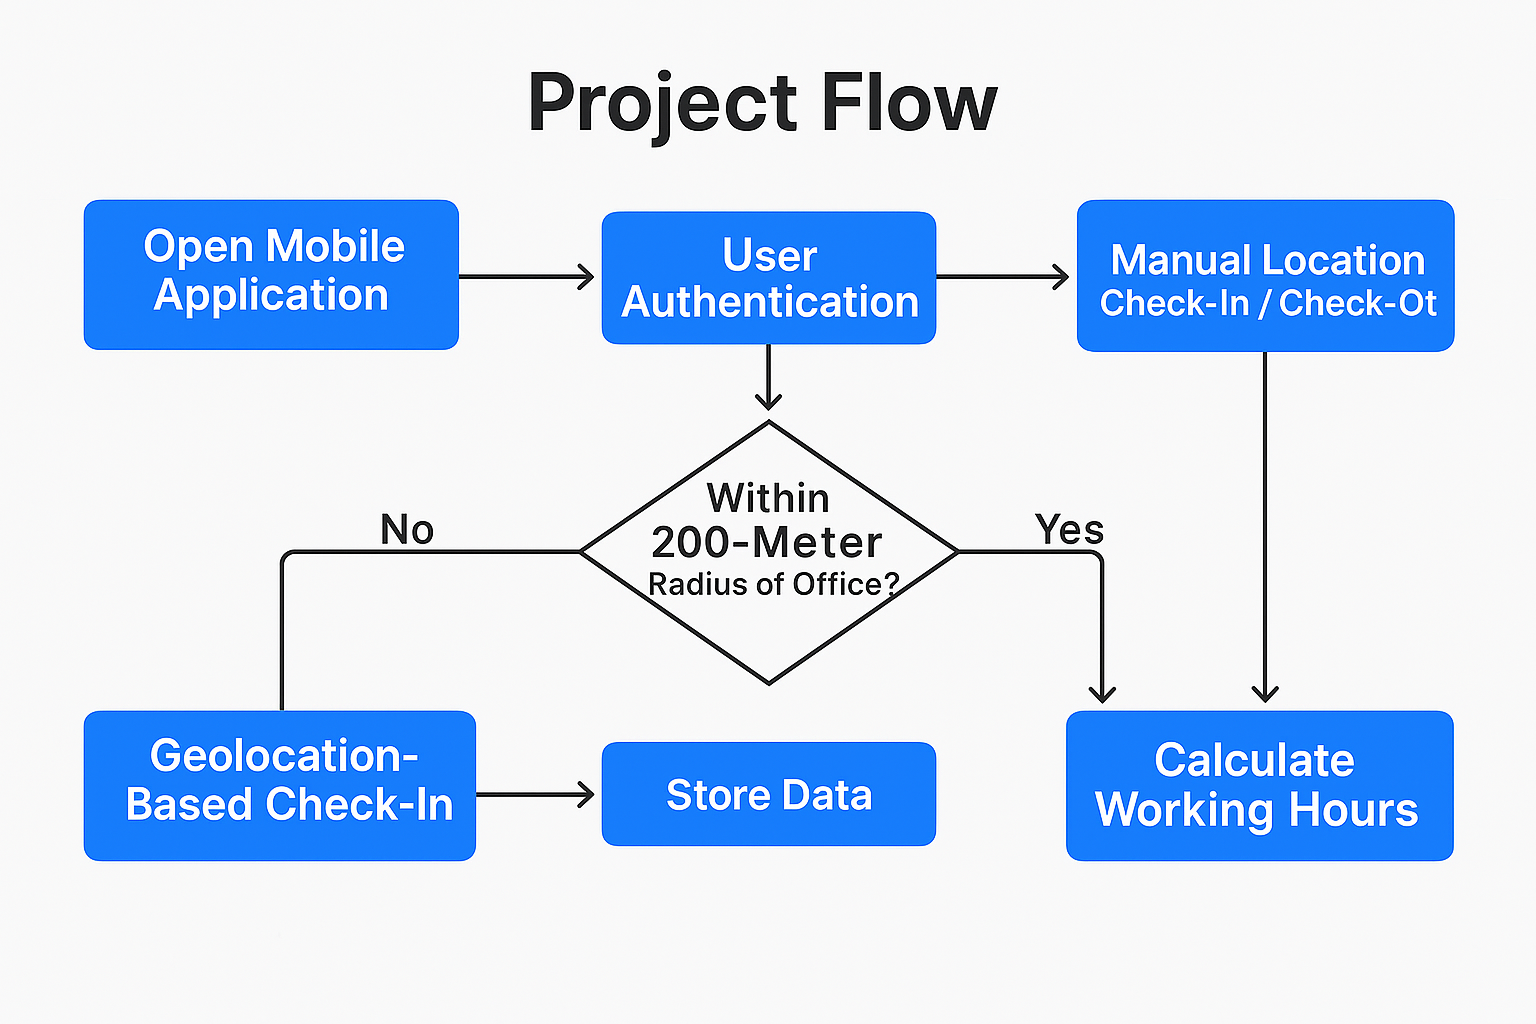 Project Flow
Open Mobile
Application
User
Authentication
Manual Location
Check-In / Check-Ot
Within
200-Meter
Radius of Office?
No
Yes
Geolocation-
Based Check-In
Store Data
Calculate
Working Hours